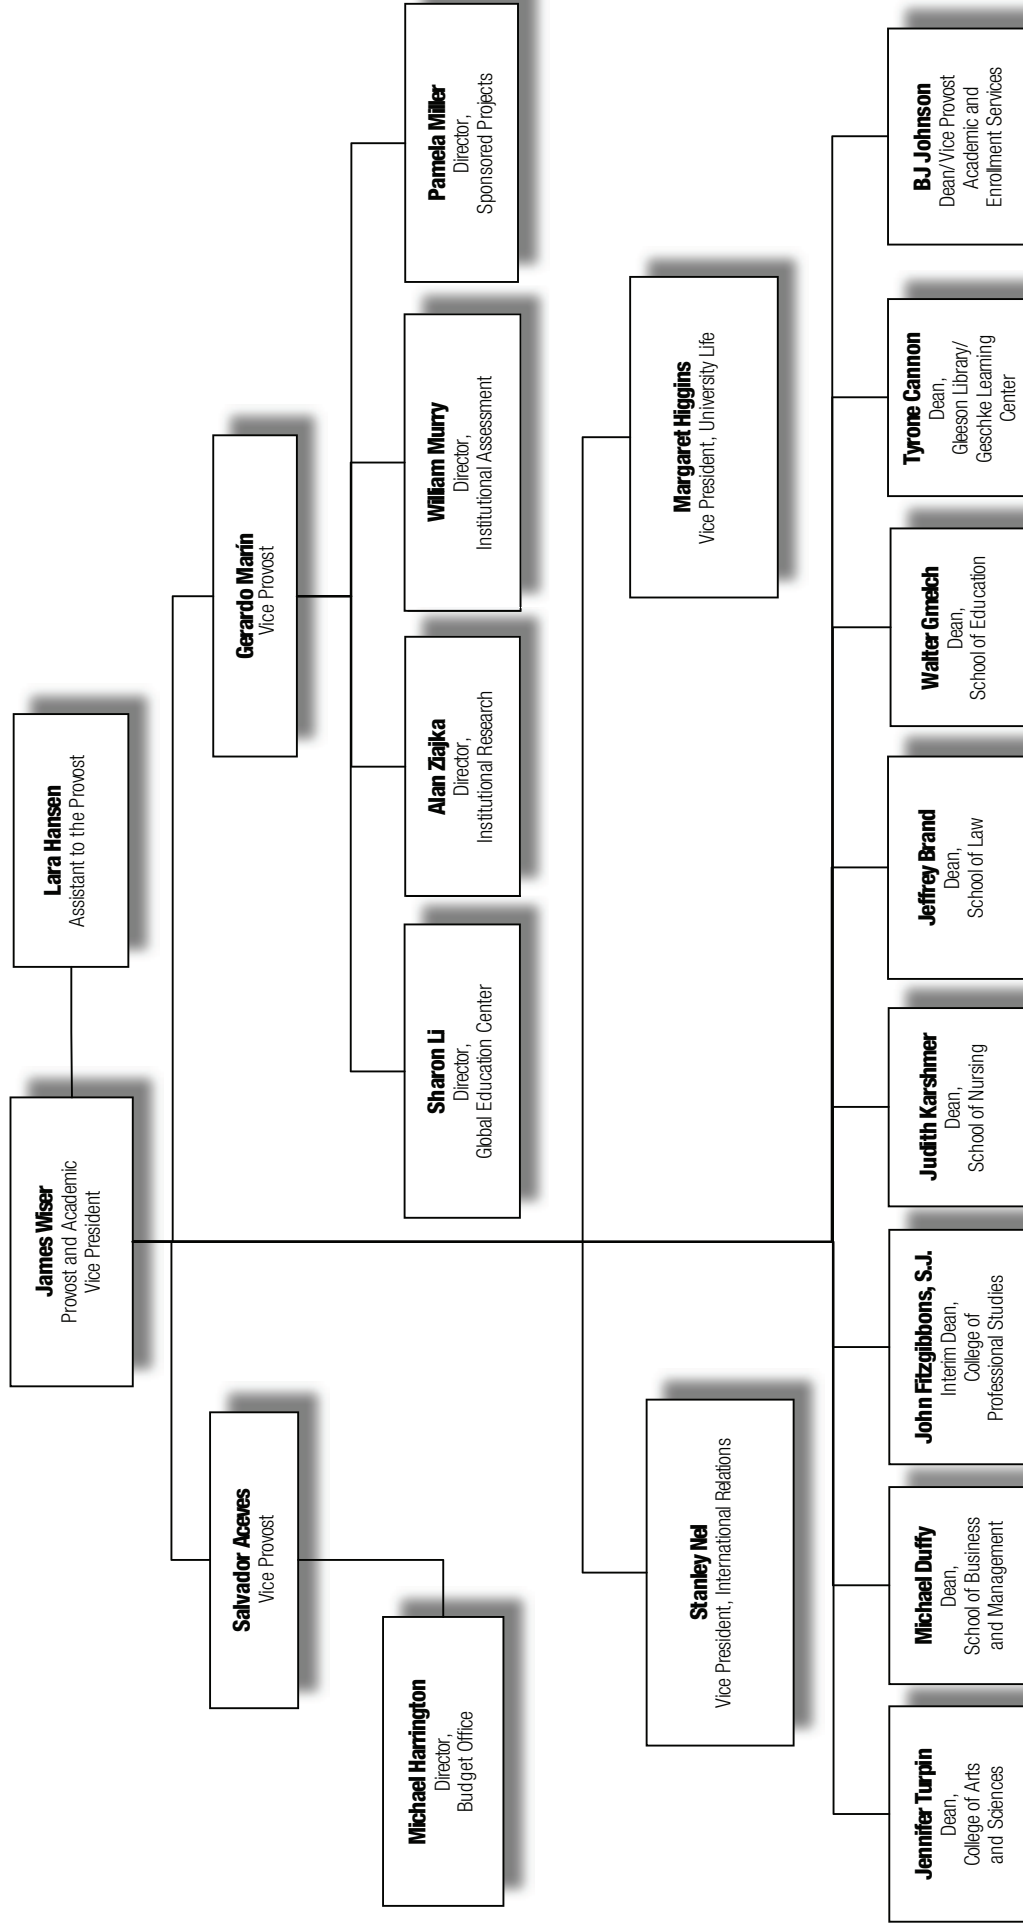 James Wiser
Provost and Academic
Vice President
Lara Hansen
Assistant to the Provost
Salvador Aceves
Vice Provost
Gerardo Marín
Vice Provost
Michael Harrington
Director,
Budget Office
Sharon Li
Director,
Global Education Center
Alan Ziajka
Director,
Institutional Research
William Murry
Director,
Institutional Assessment
Pamela Miller
Director,
Sponsored Projects
Stanley Nel
Vice President, International Relations
Margaret Higgins
Vice President, University Life
Jennifer Turpin
Dean,
College of Arts
and Sciences
Michael Duffy
Dean,
School of Business
and Management
John Fitzgibbons, S.J.
Interim Dean,
College of
Professional Studies
Judith Karshmer
Dean,
School of Nursing
Jeffrey Brand
Dean,
School of Law
Walter Gmelch
Dean,
School of Education
Tyrone Cannon
Dean,
Gleeson Library/
Geschke Learning
Center
BJ Johnson
Dean/Vice Provost
Academic and
Enrollment Services